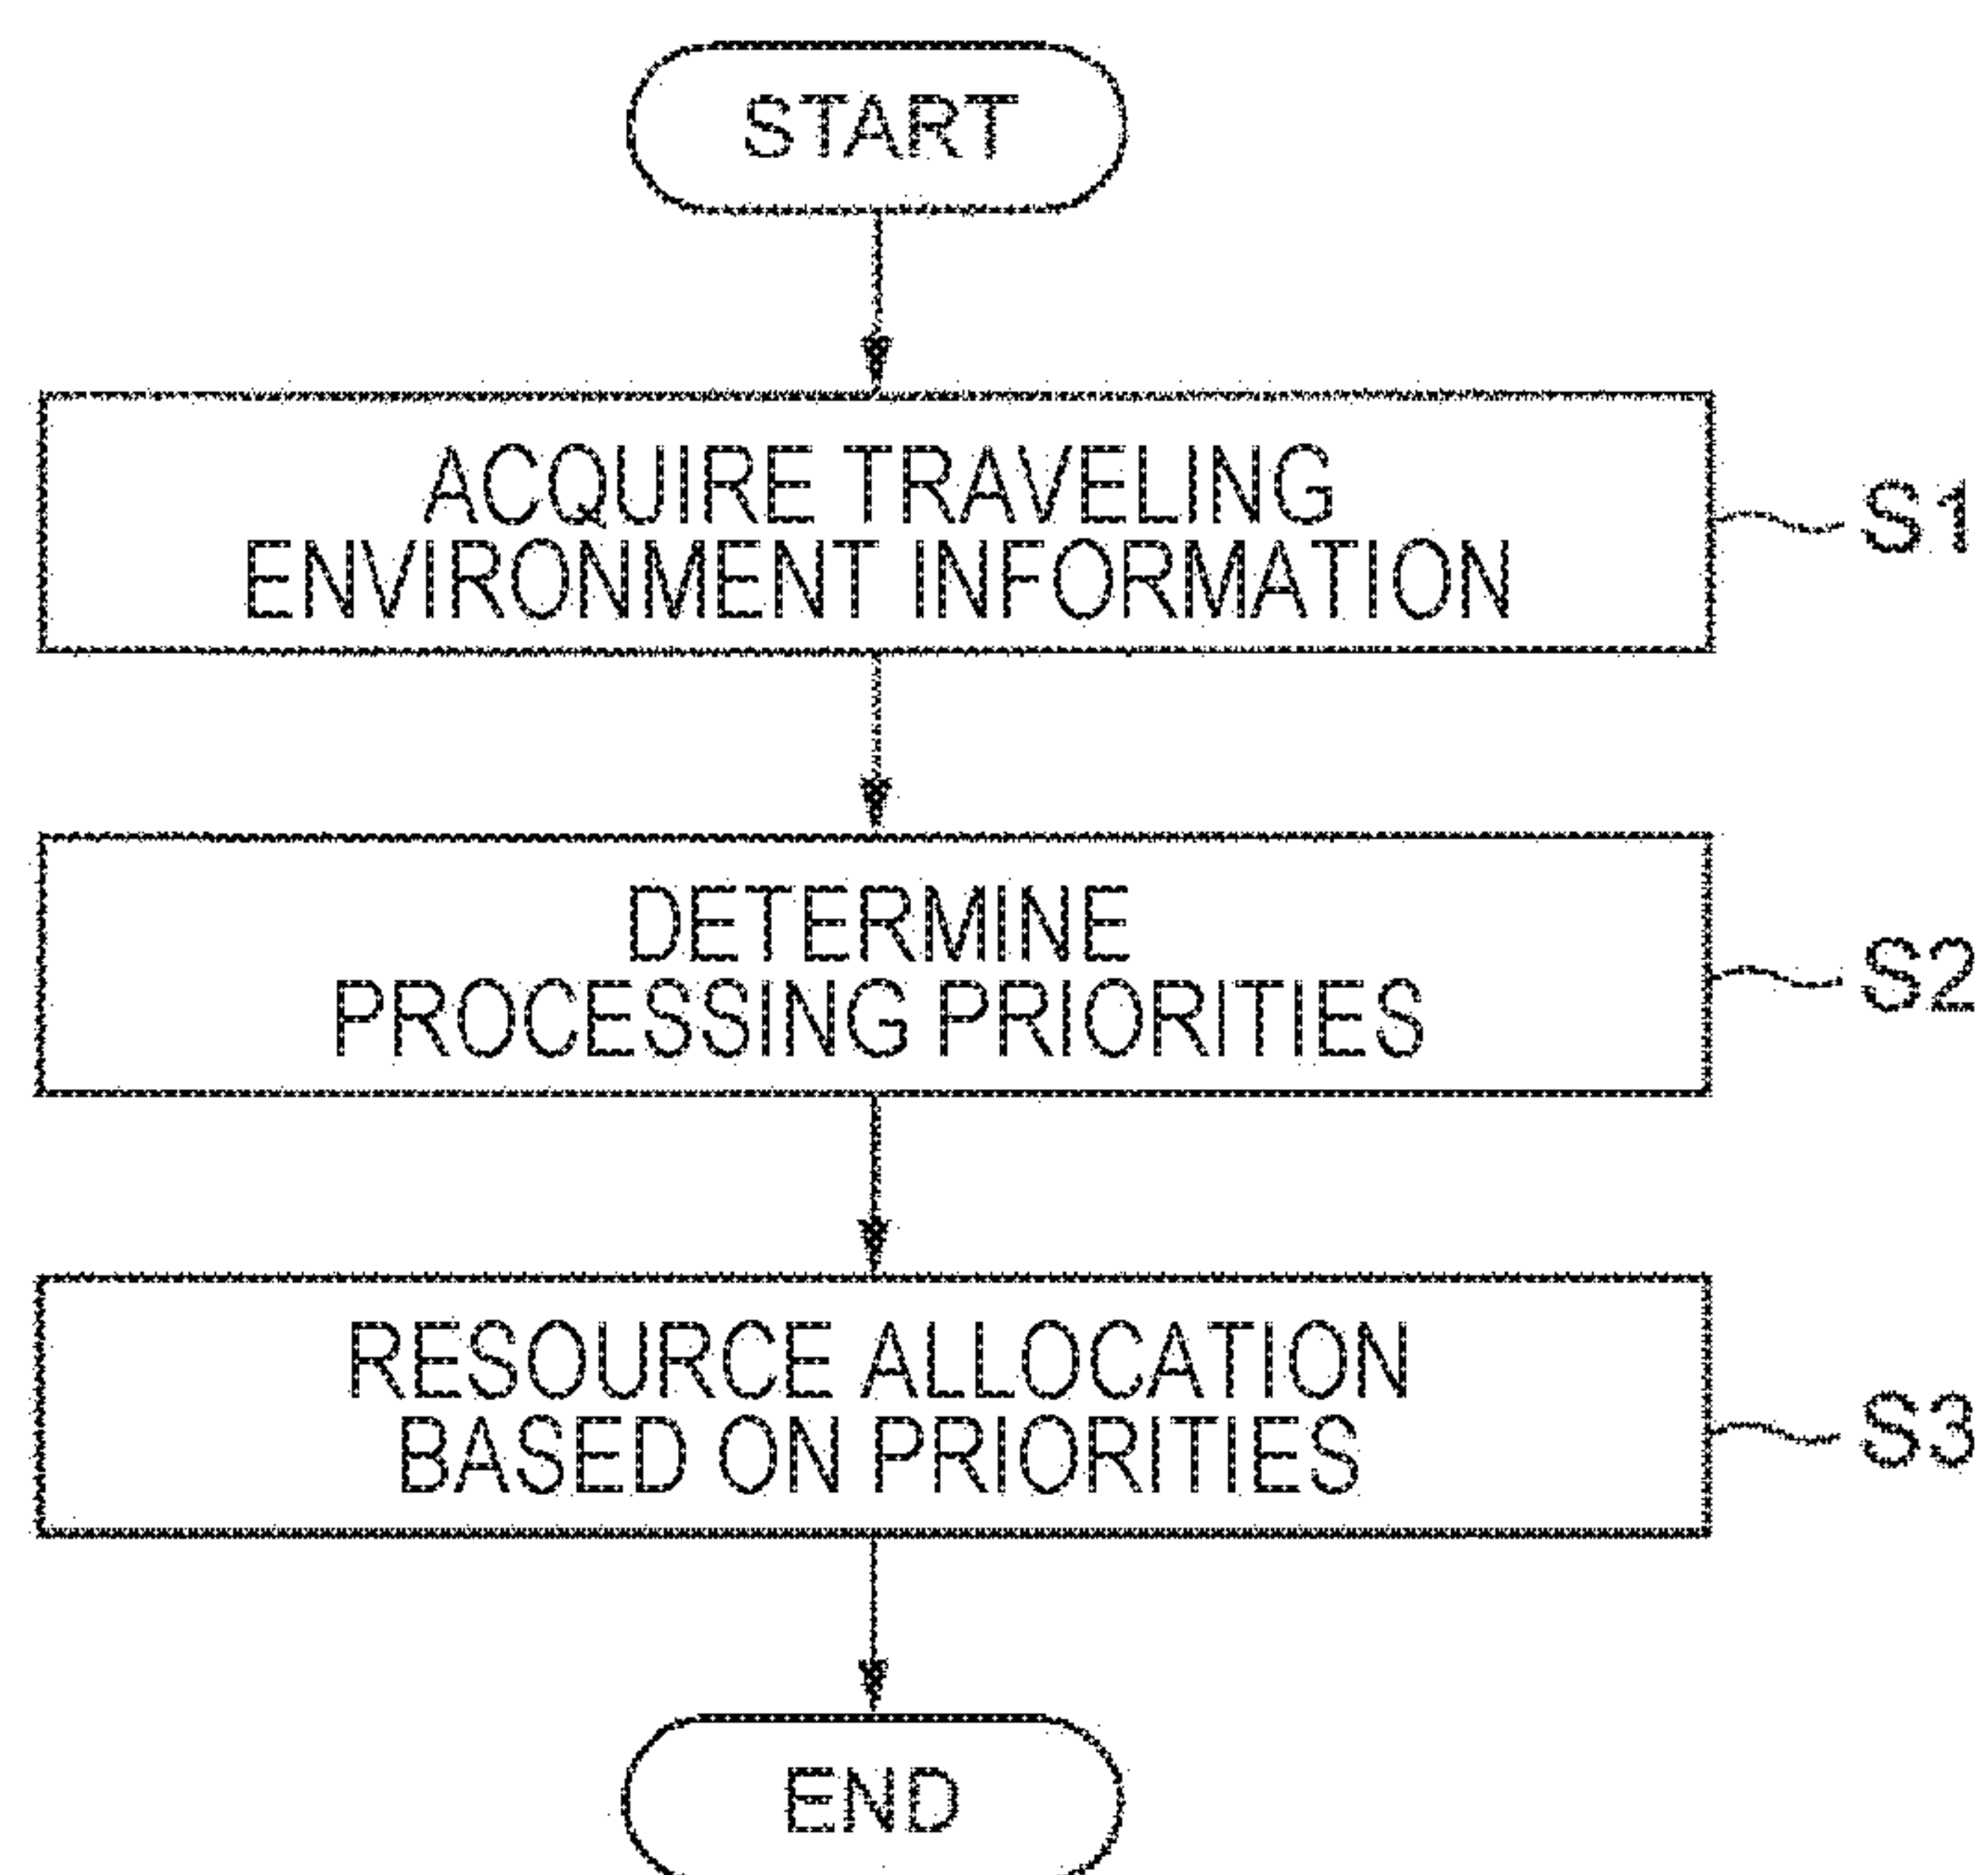 START
ACQUIRE TRAVELING
ENVIRONMENT INFORMATION
S1
DETERMINE
PROCESSING PRIORITIES
S2
RESOURCE ALLOCATION
BASED ON PRIORITIES
S3
END